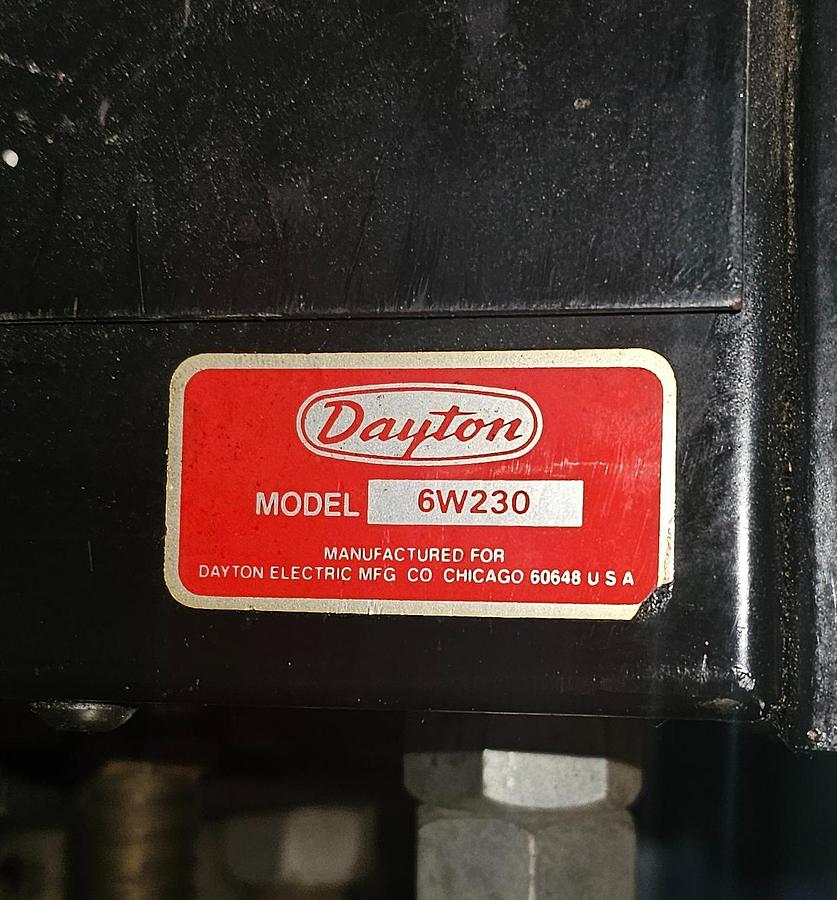 Dayton
MODEL 6W230
MANUFACTURED FOR
DAYTON ELECTRIC MFG CO CHICAGO 60648 U S A